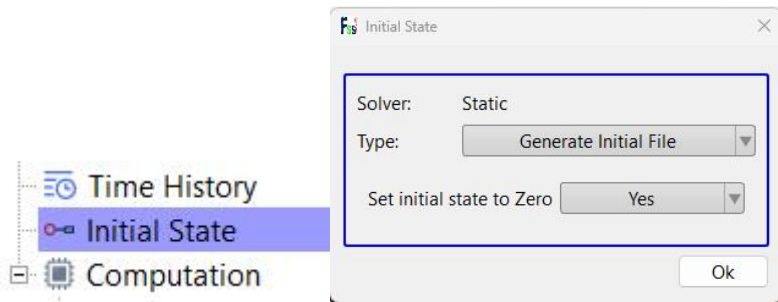 Time History
Initial State
Computation
Initial State
Solver: Static
Type: Generate Initial File
Set initial state to Zero Yes
Ok